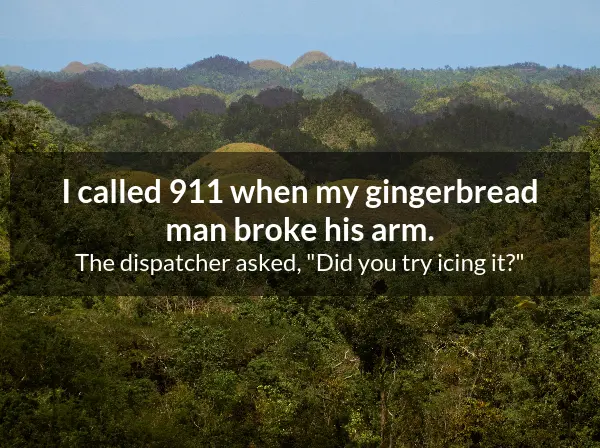 I called 911 when my gingerbread
man broke his arm.
The dispatcher asked, "Did you try icing it?"